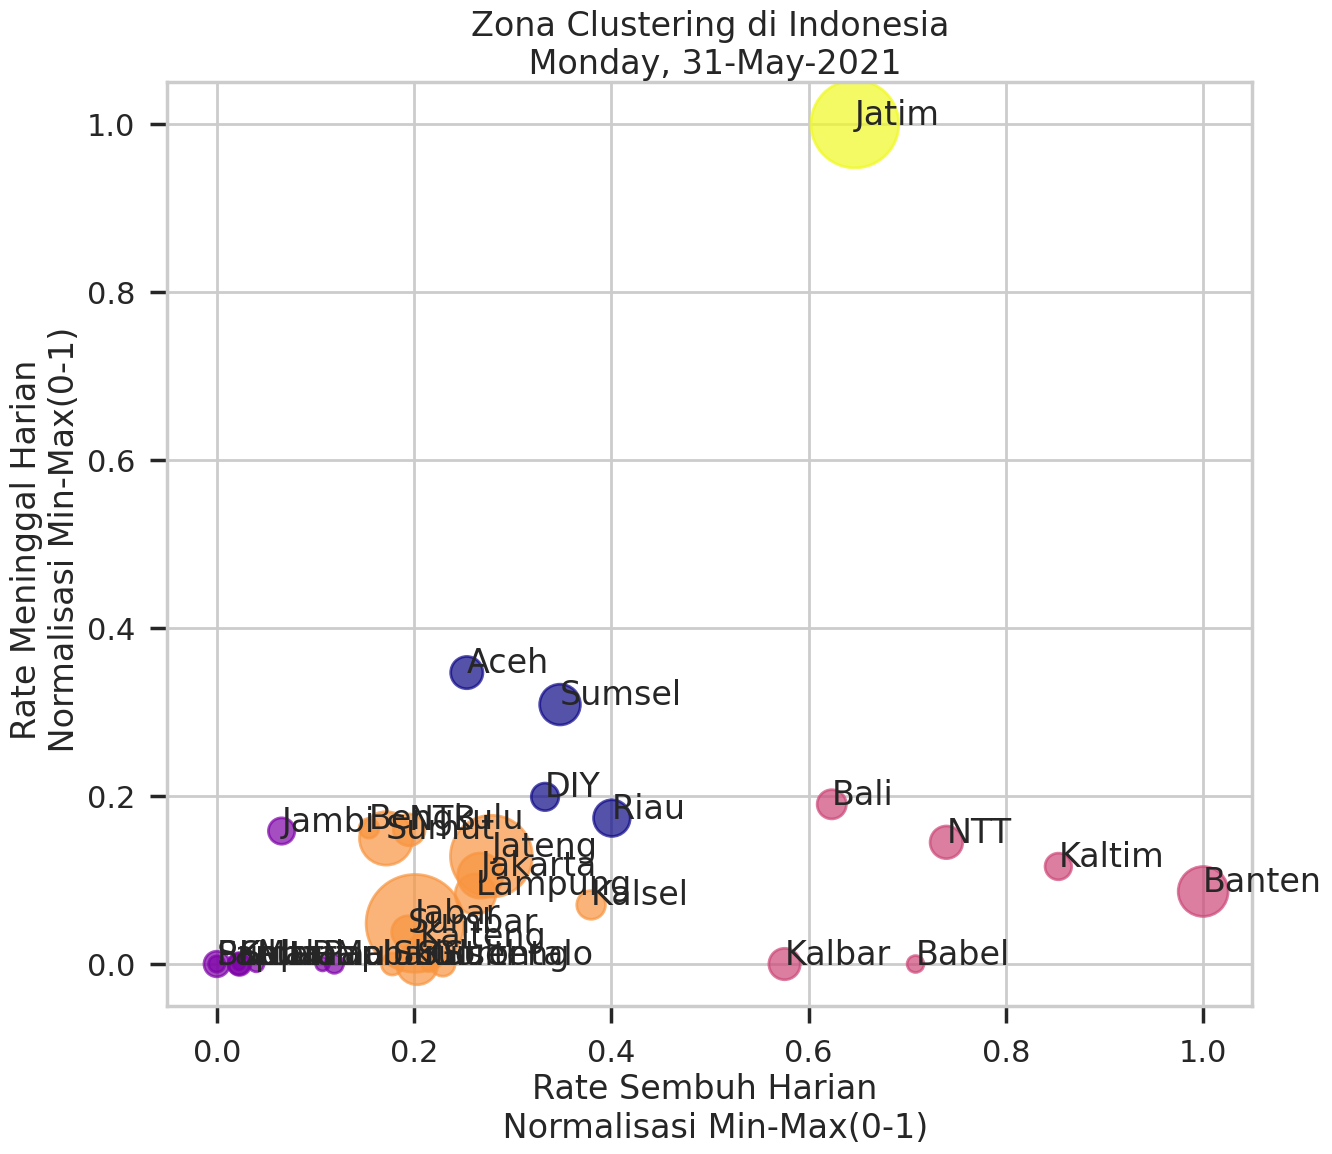 Zona Clustering di Indonesia
Monday, 31-May-2021
Rate Meninggal Harian
Normalisasi Min-Max(0-1)
1.0
0.8
0.6
0.4
0.2
0.0
Jatim
Aceh
Sumsel
DIY
Riau
Bali
NTT
Kaltim
Banten
Jambi
Bengkulu
NTB
Sumut
Jateng
Jakarta
Lampung
Kalsel
Jabar
Sumbar
Kalteng
Kalbar
Babel
Gorontalo
0.0
0.2
0.4
0.6
0.8
1.0
Rate Sembuh Harian
Normalisasi Min-Max(0-1)